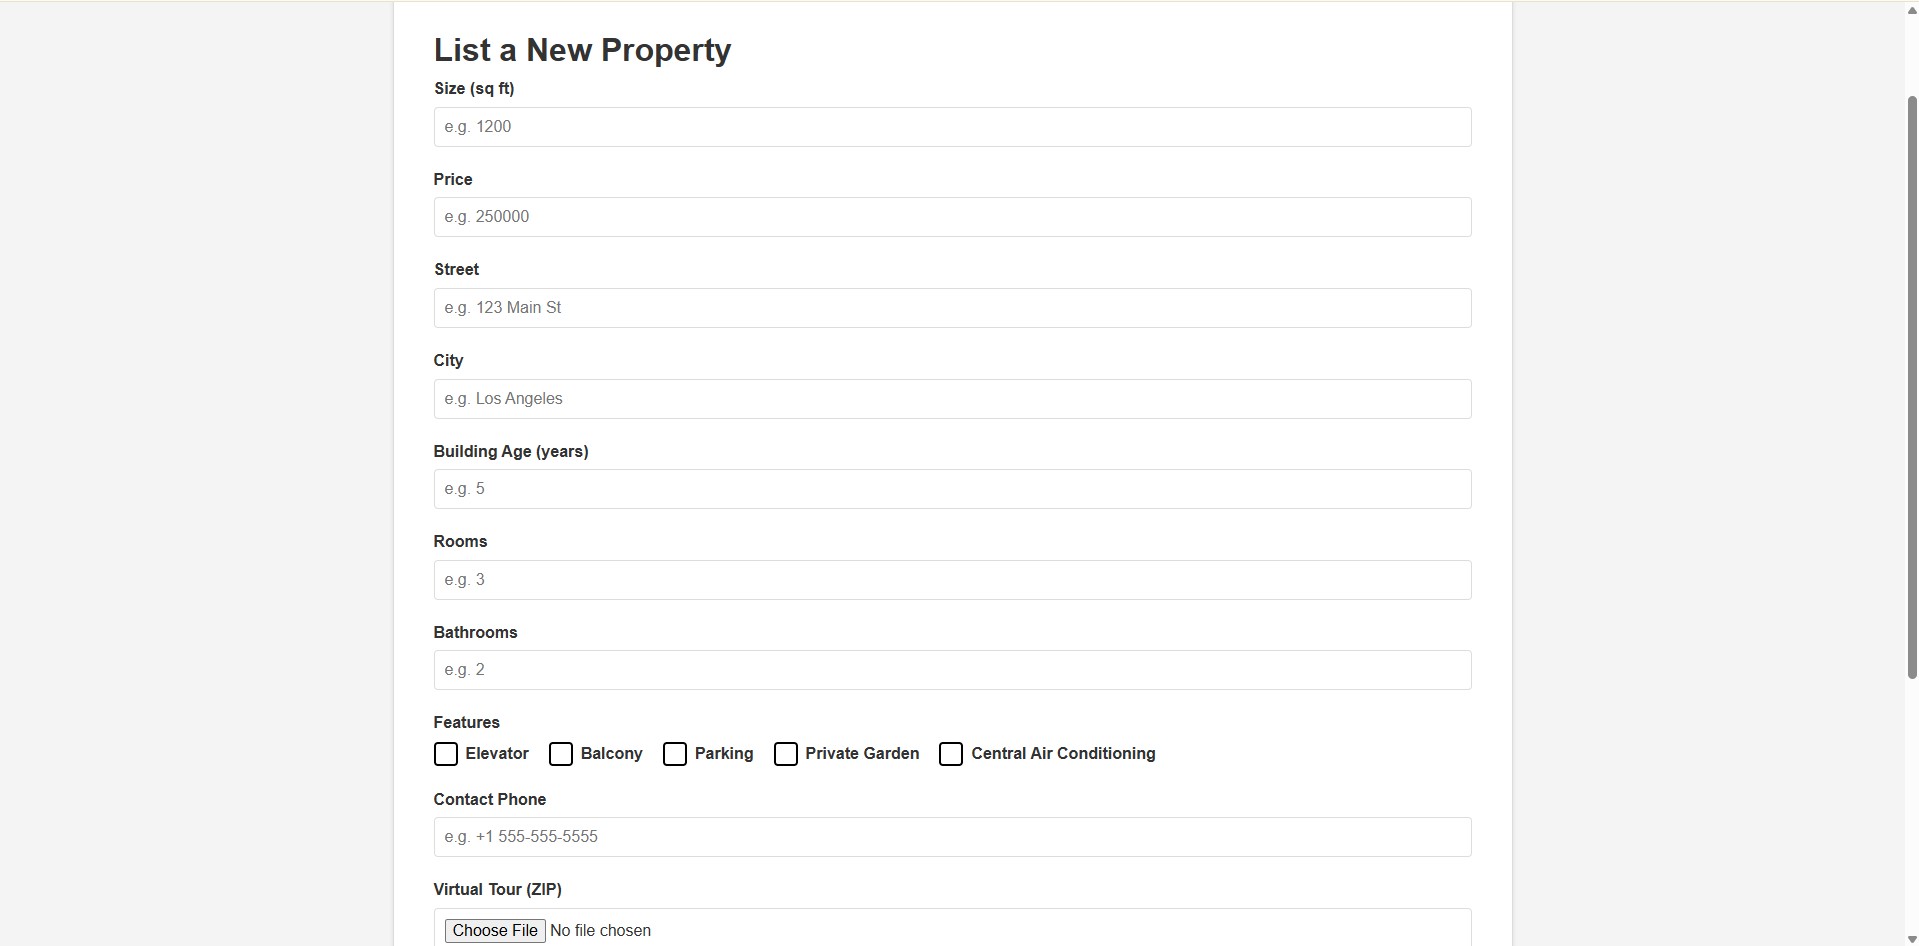 List a New Property
Size (sq ft)
e.g. 1200
Price
e.g. 250000
Street
e.g. 123 Main St
City
e.g. Los Angeles
Building Age (years)
e.g. 5
Rooms
e.g. 3
Bathrooms
e.g. 2
Features
Elevator Balcony Parking Private Garden Central Air Conditioning
Contact Phone
e.g. +1 555-555-5555
Virtual Tour (ZIP)
Choose File No file chosen